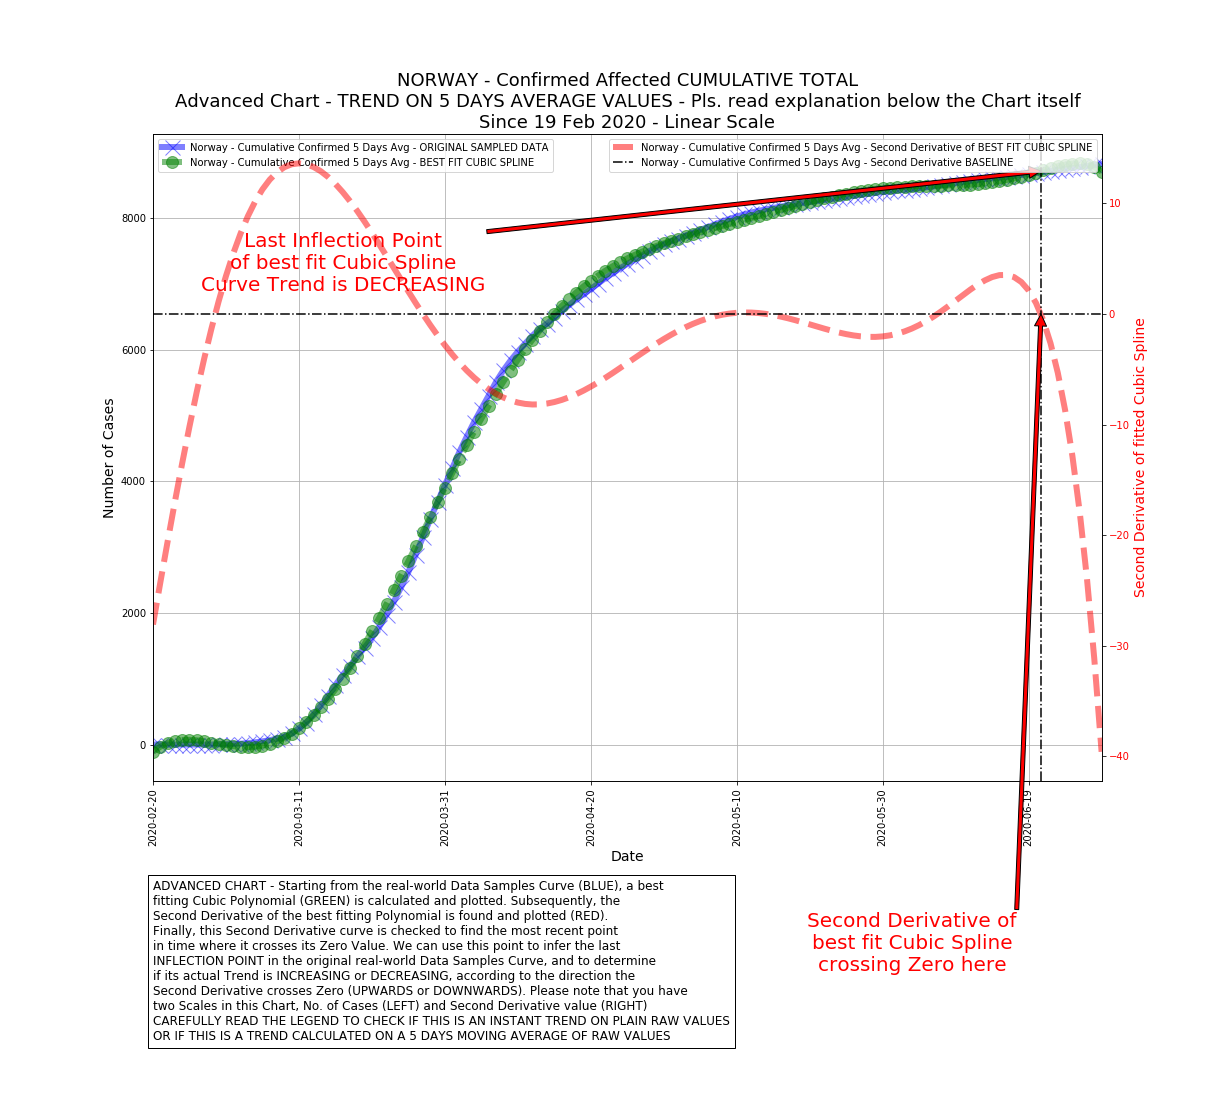 NORWAY - Confirmed Affected CUMULATIVE TOTAL
Advanced Chart - TREND ON 5 DAYS AVERAGE VALUES - Pls. read explanation below the Chart itself
Since 19 Feb 2020 - Linear Scale
Norway - Cumulative Confirmed 5 Days Avg - ORIGINAL SAMPLED DATA
Norway - Cumulative Confirmed 5 Days Avg - BEST FIT CUBIC SPLINE
Norway - Cumulative Confirmed 5 Days Avg - Second Derivative of BEST FIT CUBIC SPLINE
Norway - Cumulative Confirmed 5 Days Avg - Second Derivative BASELINE
Last Inflection Point
of best fit Cubic Spline
Curve Trend is DECREASING
Number of Cases
8000
6000
4000
2000
0
10
0
−10
−20
−30
−40
Second Derivative of fitted Cubic Spline
2020-02-20
2020-03-11
2020-03-31
2020-04-20
2020-05-10
2020-05-30
2020-06-19
Date
ADVANCED CHART - Starting from the real-world Data Samples Curve (BLUE), a best
fitting Cubic Polynomial (GREEN) is calculated and plotted. Subsequently, the
Second Derivative of the best fitting Polynomial is found and plotted (RED).
Finally, this Second Derivative curve is checked to find the most recent point
in time where it crosses its Zero Value. We can use this point to infer the last
INFLECTION POINT in the original real-world Data Samples Curve, and to determine
if its actual Trend is INCREASING or DECREASING, according to the direction the
Second Derivative crosses Zero (UPWARDS or DOWNWARDS). Please note that you have
two Scales in this Chart, No. of Cases (LEFT) and Second Derivative value (RIGHT)
CAREFULLY READ THE LEGEND TO CHECK IF THIS IS AN INSTANT TREND ON PLAIN RAW VALUES
OR IF THIS IS A TREND CALCULATED ON A 5 DAYS MOVING AVERAGE OF RAW VALUES
Second Derivative of
best fit Cubic Spline
crossing Zero here